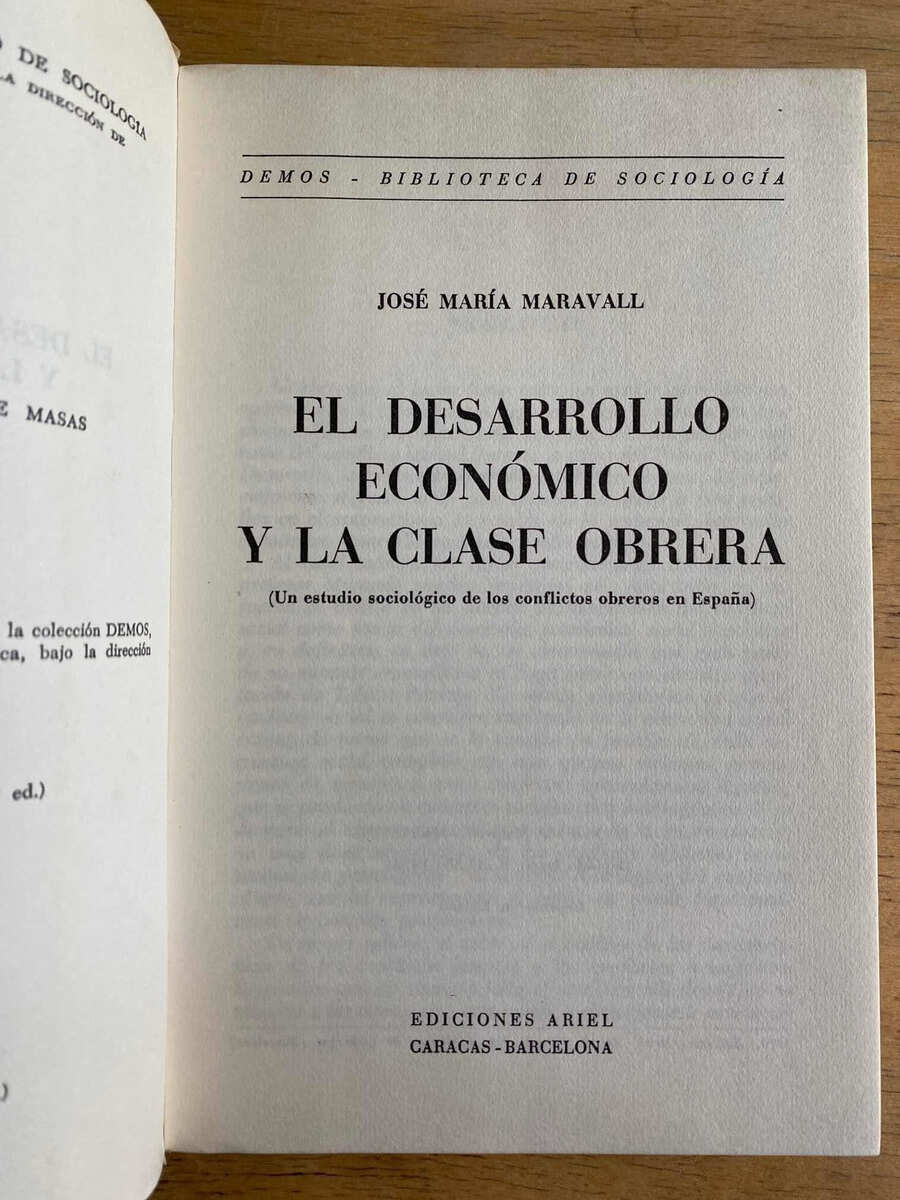 DE SOCIOLOGIA
LA DIRECCIÓN DE
E MASAS
la colección DEMOS,
ca, bajo la dirección
ed.)
)
DEMOS - BIBLIOTECA DE SOCIOLOGÍA
JOSÉ MARÍA MARAVALL
EL DESARROLLO
ECONÓMICO
Y LA CLASE OBRERA
(Un estudio sociológico de los conflictos obreros en España)
EDICIONES ARIEL
CARACAS-BARCELONA